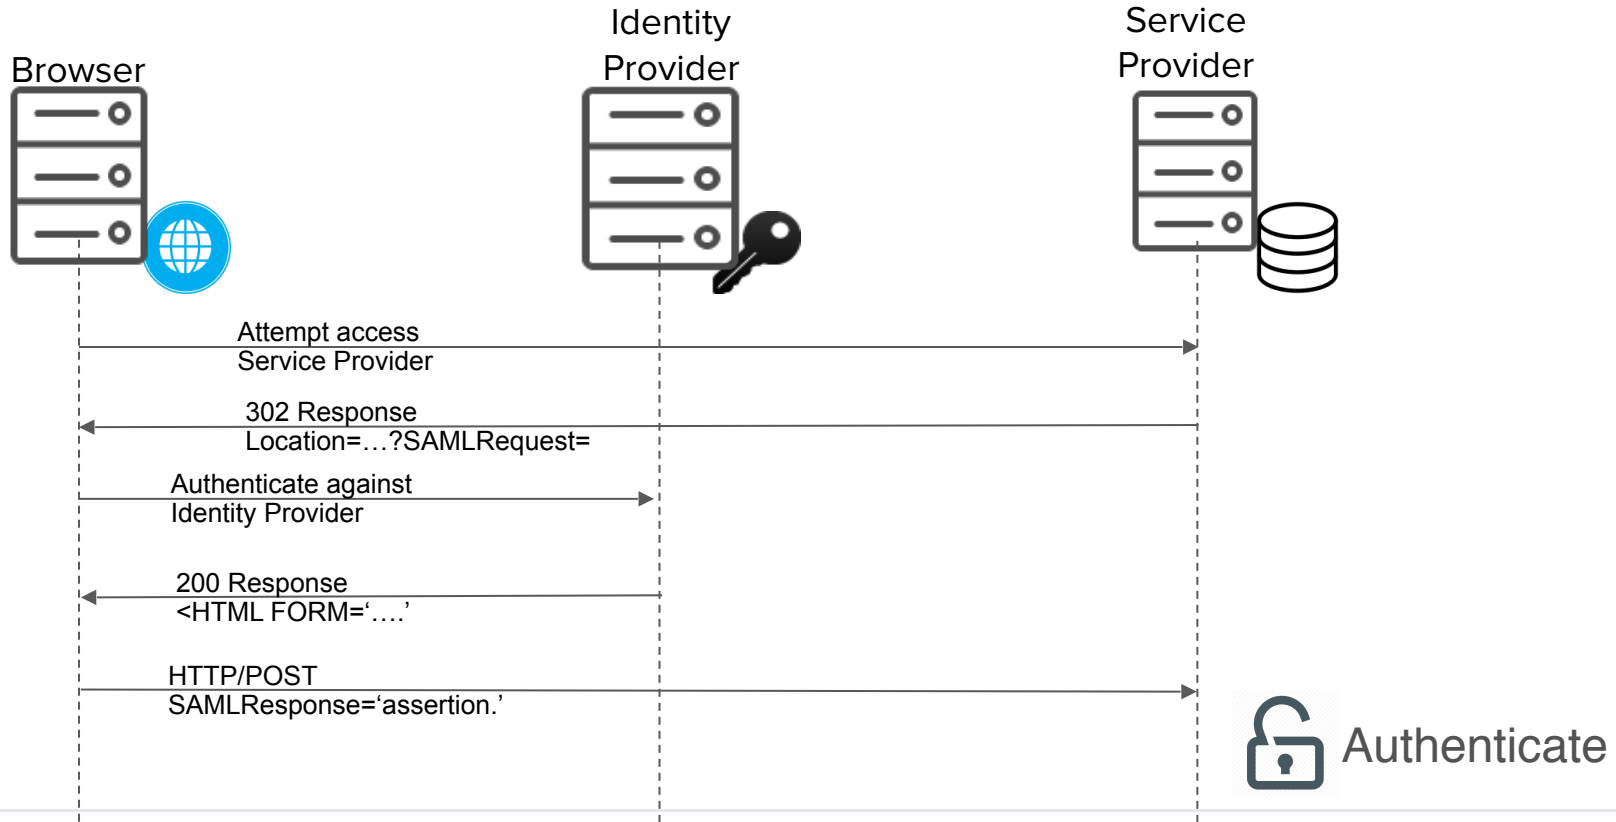 Browser
Identity
Provider
Service
Provider
Attempt access
Service Provider
302 Response
Location=…?SAMLRequest=
Authenticate against
Identity Provider
200 Response
<HTML FORM=‘….’
HTTP/POST
SAMLResponse=‘assertion.’
Authenticate